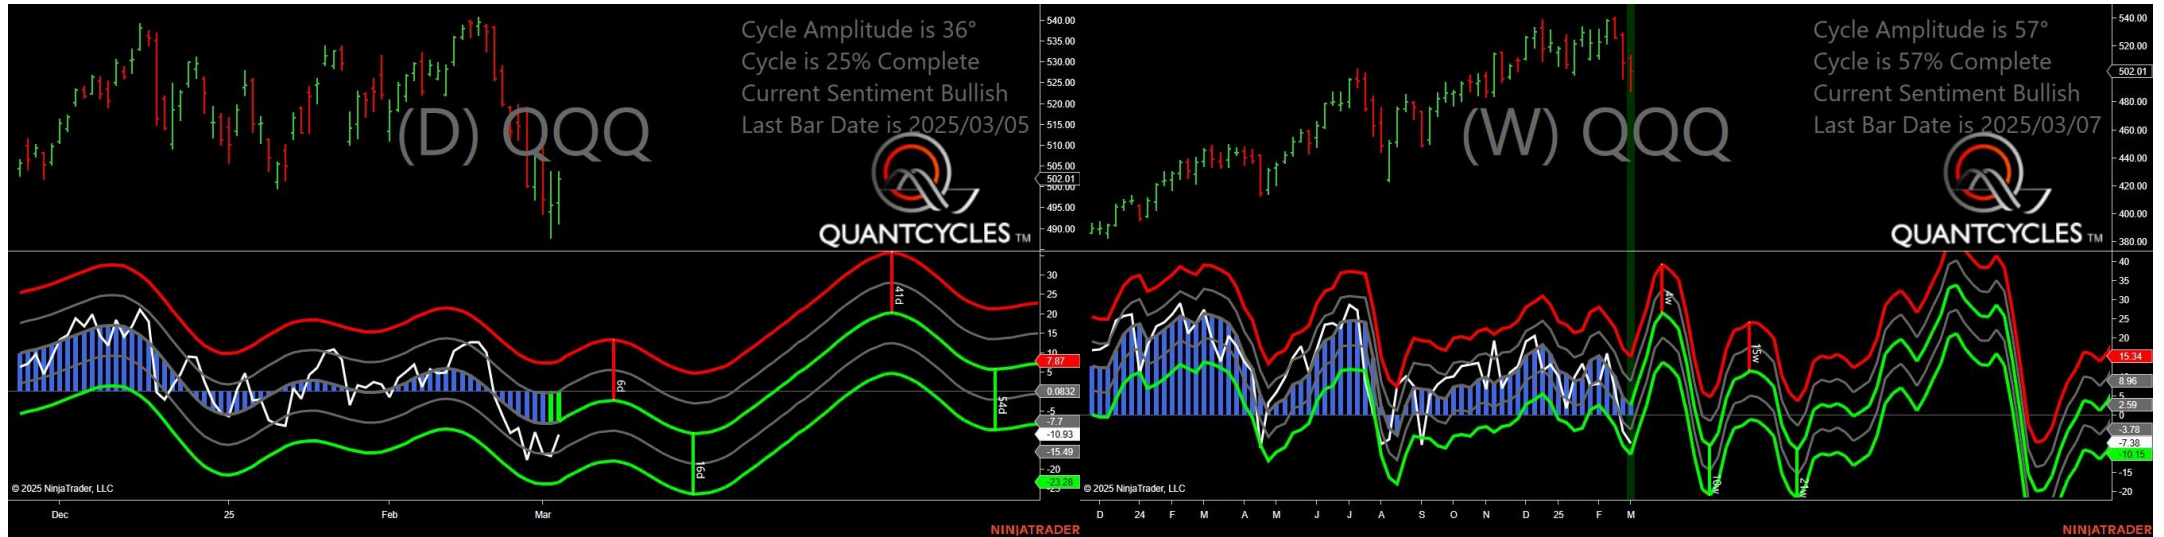 Cycle Amplitude is 36°
Cycle is 25% Complete
Current Sentiment Bullish
Last Bar Date is 2025/03/05
(D) QQQ
QUANTCYCLES TM
540.00
535.00
530.00
525.00
520.00
515.00
510.00
505.00
502.01
500.00
495.00
490.00
30
25
20
15
10
7.87
5
0.0832
-5
-7.7
-10.93
-15.49
-20
-23.28
6d
16d
41d
54d
© 2025 NinjaTrader, LLC
Dec 25 Feb Mar
NINJATRADER
Cycle Amplitude is 57°
Cycle is 57% Complete
Current Sentiment Bullish
Last Bar Date is 2025/03/07
(W) QQQ
QUANTCYCLES TM
540.00
520.00
502.01
480.00
460.00
440.00
420.00
400.00
380.00
40
35
30
25
20
15.34
8.96
5
2.59
0
-3.78
-7.38
-10.15
-15
-20
4w
10w
15w
21w
© 2025 NinjaTrader, LLC
D 24 F M A M J J A S O N D 25 F M
NINJATRADER